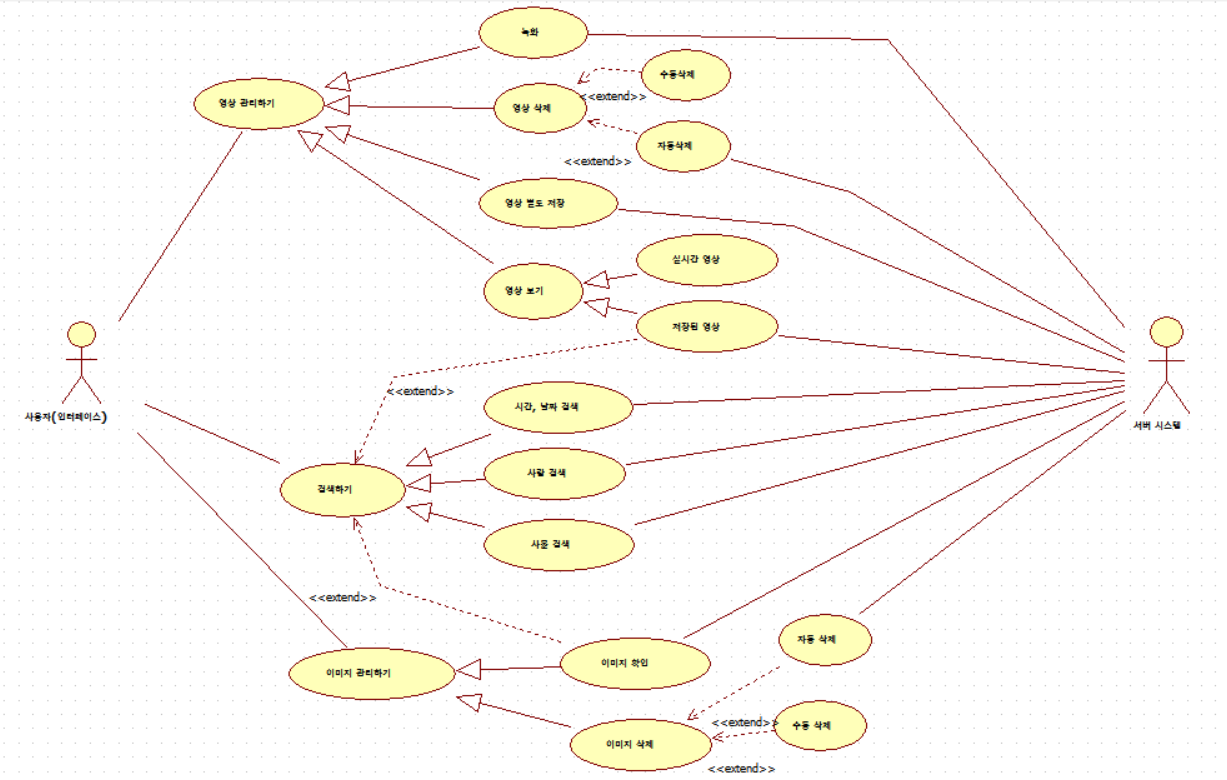 녹화
수동삭제
영상 관리하기
<<extend>>
영상 삭제
자동삭제
<<extend>>
영상 별도 저장
실시간 영상
영상 보기
저장된 영상
<<extend>>
시간, 날짜 검색
사용자(인터페이스)
서버 시스템
사람 검색
검색하기
사물 검색
<<extend>>
자동 삭제
이미지 확인
이미지 관리하기
<<extend>>
수동 삭제
이미지 삭제
<<extend>>